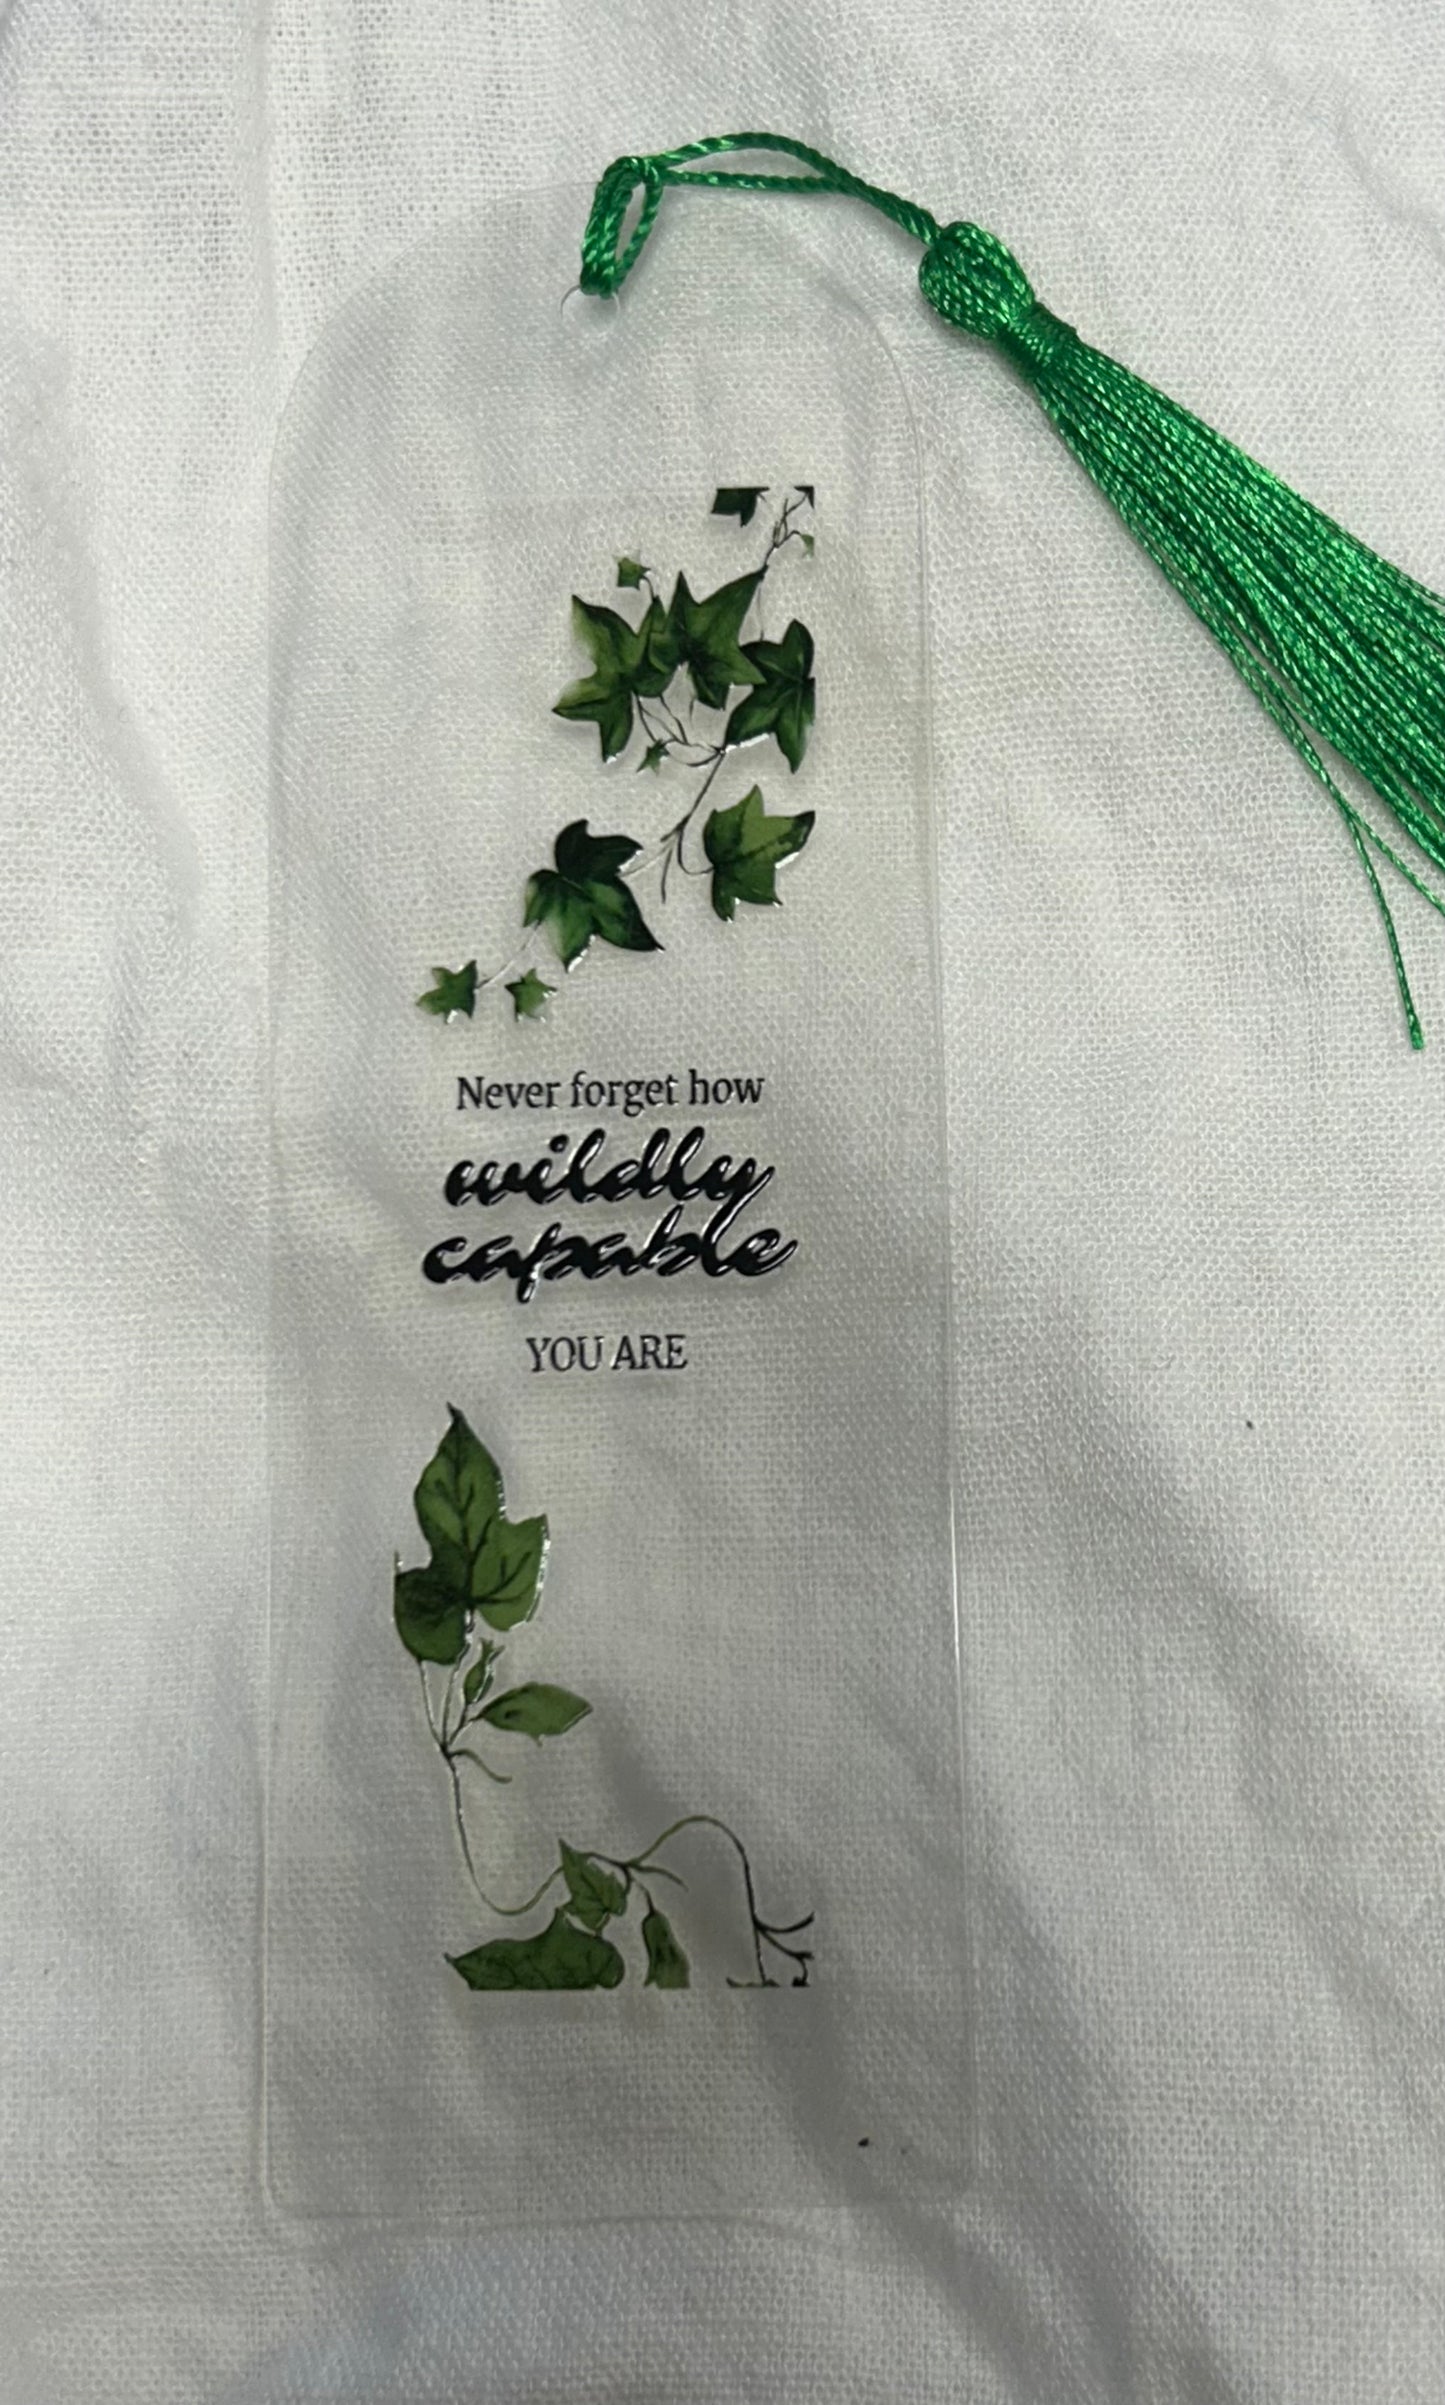 Never forget how
wildly
capable
YOU ARE